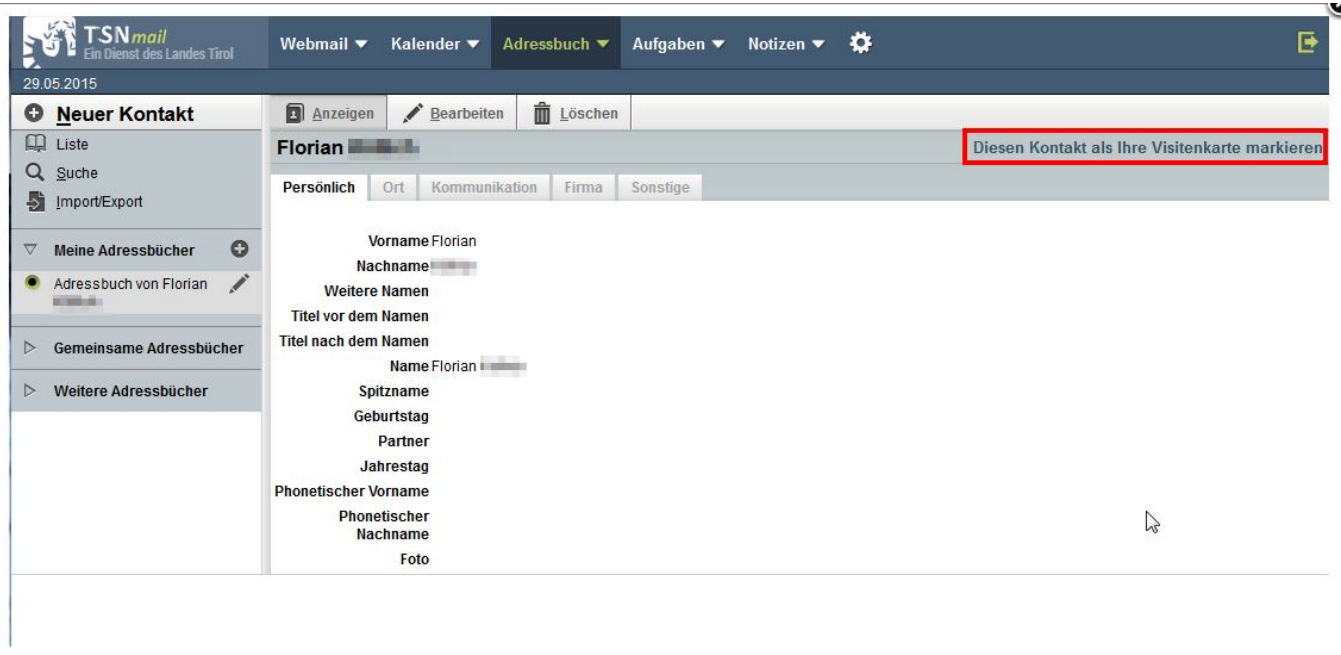 TSNmail
Ein Dienst des Landes Tirol
Webmail Kalender Adressbuch Aufgaben Notizen
29.05.2015
Neuer Kontakt
Liste
Suche
Import/Export
Meine Adressbücher
Adressbuch von Florian
Gemeinsame Adressbücher
Weitere Adressbücher
Anzeigen Bearbeiten Löschen
Florian
Diesen Kontakt als Ihre Visitenkarte markieren
Persönlich Ort Kommunikation Firma Sonstige
Vorname Florian
Nachname
Weitere Namen
Titel vor dem Namen
Titel nach dem Namen
Name Florian
Spitzname
Geburtstag
Partner
Jahrestag
Phonetischer Vorname
Phonetischer
Nachname
Foto